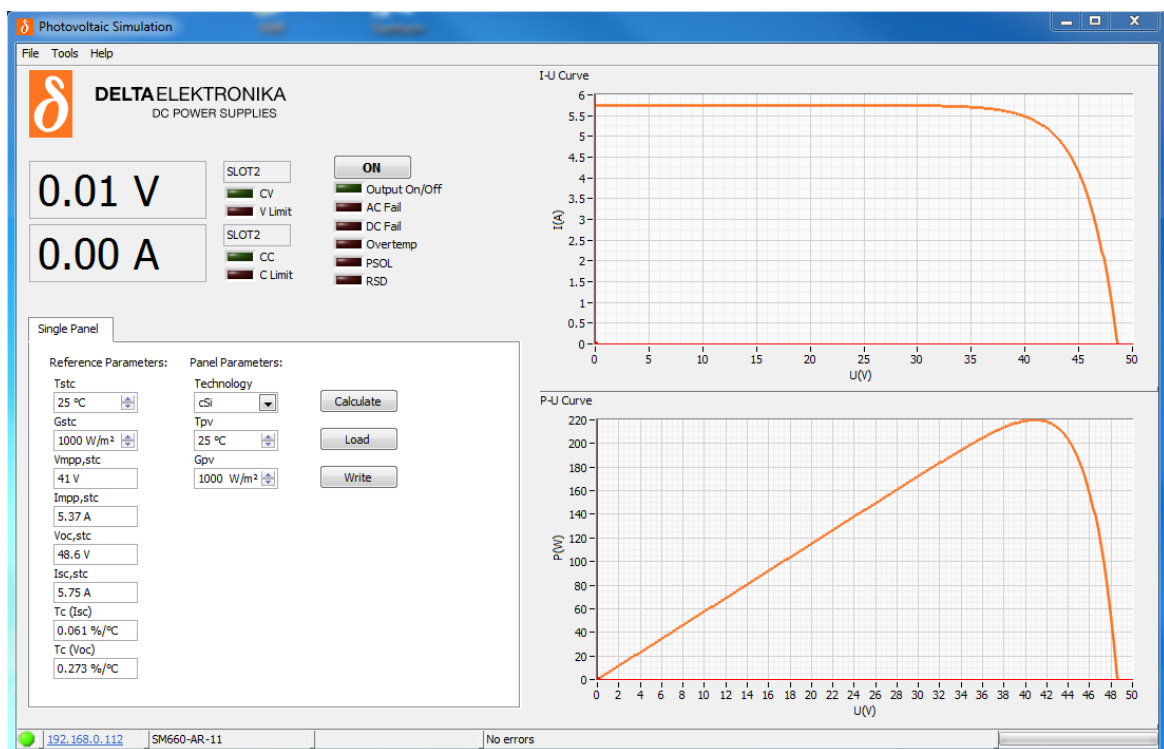 Photovoltaic Simulation
File Tools Help
DELTA ELEKTRONIKA
DC POWER SUPPLIES
0.01 V
SLOT2
CV
V Limit
0.00 A
SLOT2
CC
C Limit
ON
Output On/Off
AC Fail
DC Fail
Overtemp
PSOL
RSD
Single Panel
Reference Parameters:
Tstc
25 ºC
Gstc
1000 W/m²
Vmpp,stc
41 V
Impp,stc
5.37 A
Voc,stc
48.6 V
Isc,stc
5.75 A
Tc (Isc)
0.061 %/ºC
Tc (Voc)
0.273 %/ºC
Panel Parameters:
Technology
cSi
Tpv
25 ºC
Gpv
1000 W/m²
Calculate
Load
Write
I-U Curve
6
5.5
5
4.5
4
3.5
3
2.5
2
1.5
1
0.5
0
I(A)
0 5 10 15 20 25 30 35 40 45 50
U(V)
P-U Curve
220
200
180
160
140
120
100
80
60
40
20
0
P(W)
0 2 4 6 8 10 12 14 16 18 20 22 24 26 28 30 32 34 36 38 40 42 44 46 48 50
U(V)
192.168.0.112 SM660-AR-11 No errors